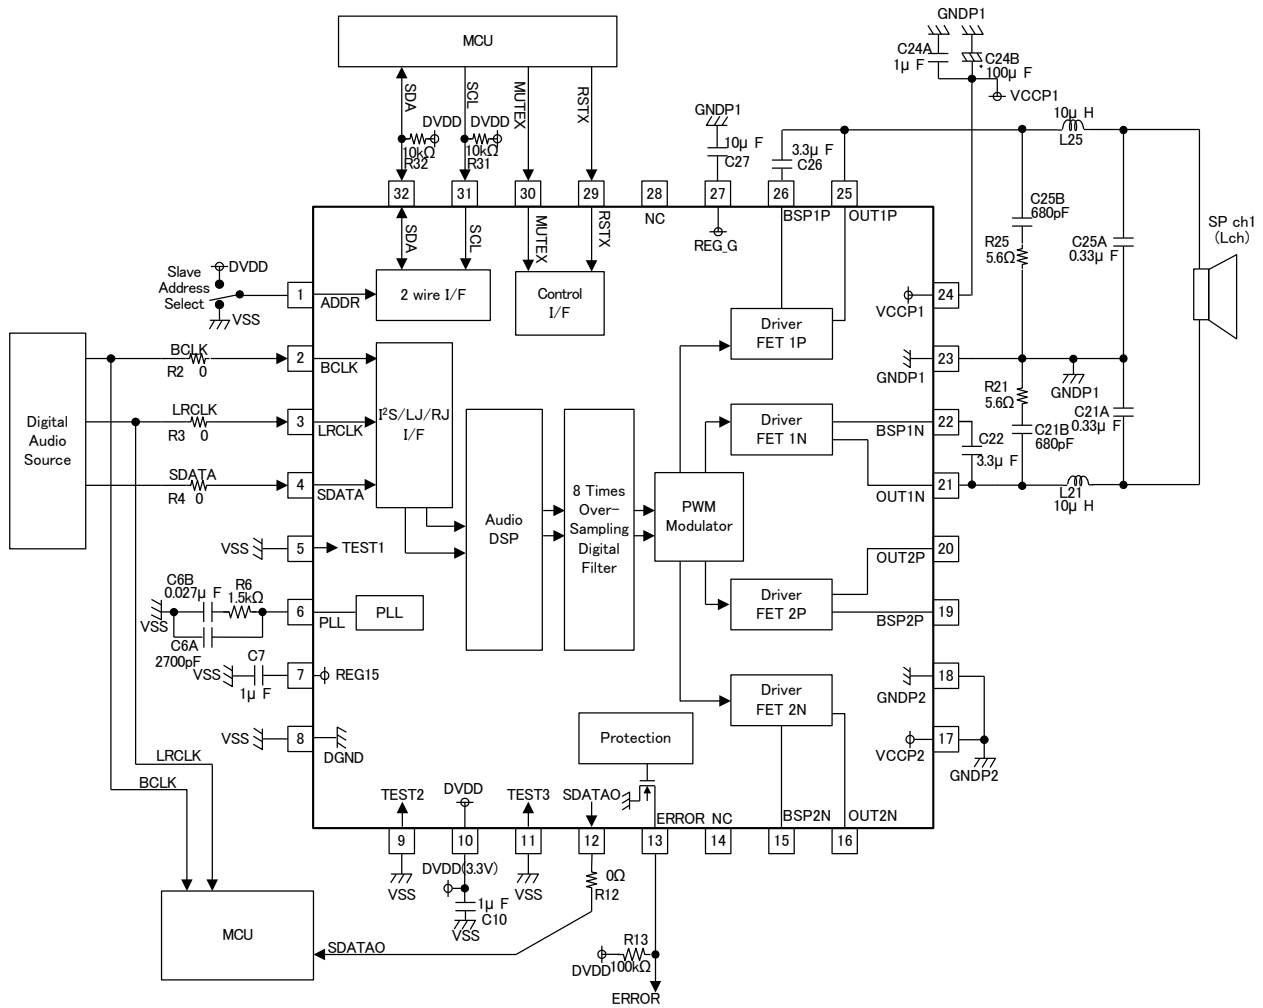 MCU
GNDP1
C24A
1μ F
C24B
100μ F
VCCP1
SDA
SCL
MUTEX
RSTX
DVDD
10kΩ
R32
DVDD
10kΩ
R31
GNDP1
10μ F
C27
3.3μ F
C26
10μ H
L25
32
31
30
29
28
27
26
25
NC
REG_G
BSP1P
OUT1P
SDA
SCL
MUTEX
RSTX
C25B
680pF
R25
5.6Ω
C25A
0.33μ F
SP ch1
(Lch)
Slave
Address
Select
DVDD
VSS
1
ADDR
2 wire I/F
Control
I/F
24
VCCP1
Driver
FET 1P
Digital
Audio
Source
BCLK
R2 0
2
BCLK
23
GNDP1
GNDP1
LRCLK
R3 0
3
LRCLK
I²S/LJ/RJ
I/F
Driver
FET 1N
22
BSP1N
C22
3.3μ F
R21
5.6Ω
C21B
680pF
C21A
0.33μ F
SDATA
R4 0
4
SDATA
21
OUT1N
L21
10μ H
Audio
DSP
8 Times
Over-
Sampling
Digital
Filter
PWM
Modulator
VSS
5
TEST1
20
OUT2P
C6B
0.027μ F
R6
1.5kΩ
VSS
C6A
2700pF
6
PLL
PLL
Driver
FET 2P
19
BSP2P
VSS
C7
1μ F
7
REG15
18
GNDP2
Driver
FET 2N
VSS
8
DGND
Protection
17
VCCP2
GNDP2
LRCLK
BCLK
TEST2
DVDD
TEST3
SDATAO
ERROR
NC
BSP2N
OUT2N
9
10
11
12
13
14
15
16
VSS
DVDD(3.3V)
1μ F
C10
VSS
VSS
0Ω
R12
MCU
SDATAO
R13
DVDD
100kΩ
ERROR